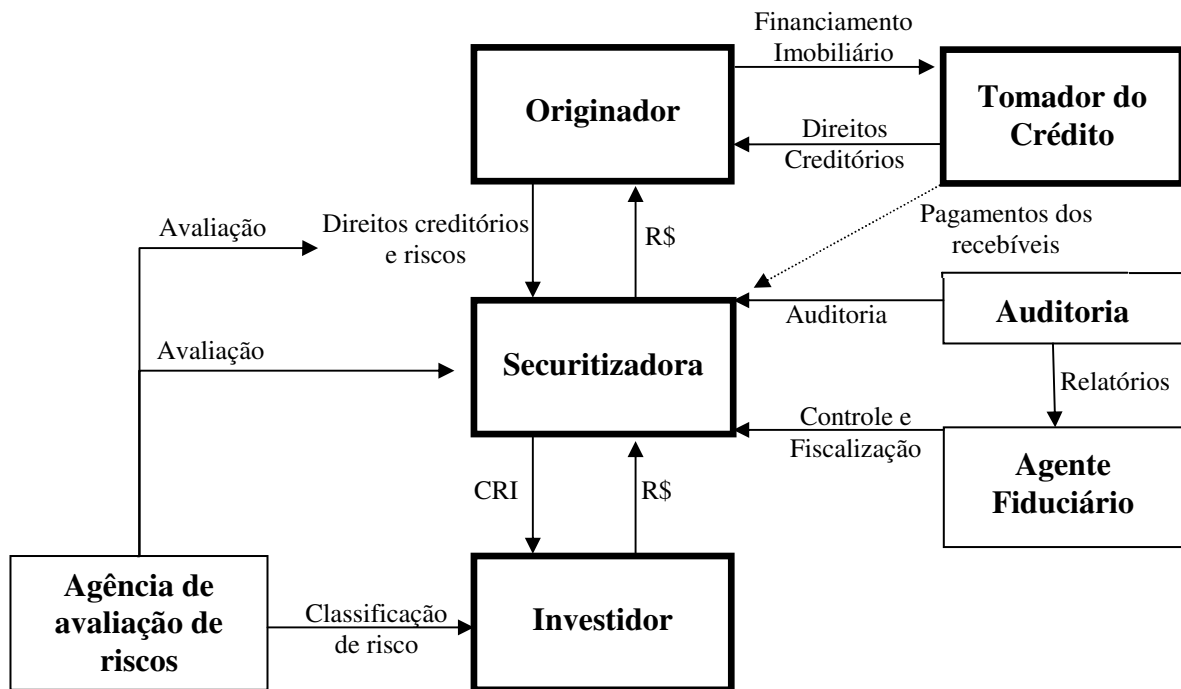 Financiamento
Imobiliário
Originador
Tomador do
Crédito
Direitos
Creditórios
Avaliação
Direitos creditórios
e riscos
R$
Pagamentos dos
recebíveis
Auditoria
Auditoria
Avaliação
Securitizadora
Relatórios
Controle e
Fiscalização
Agente
Fiduciário
CRI
R$
Agência de
avaliação de
riscos
Classificação
de risco
Investidor